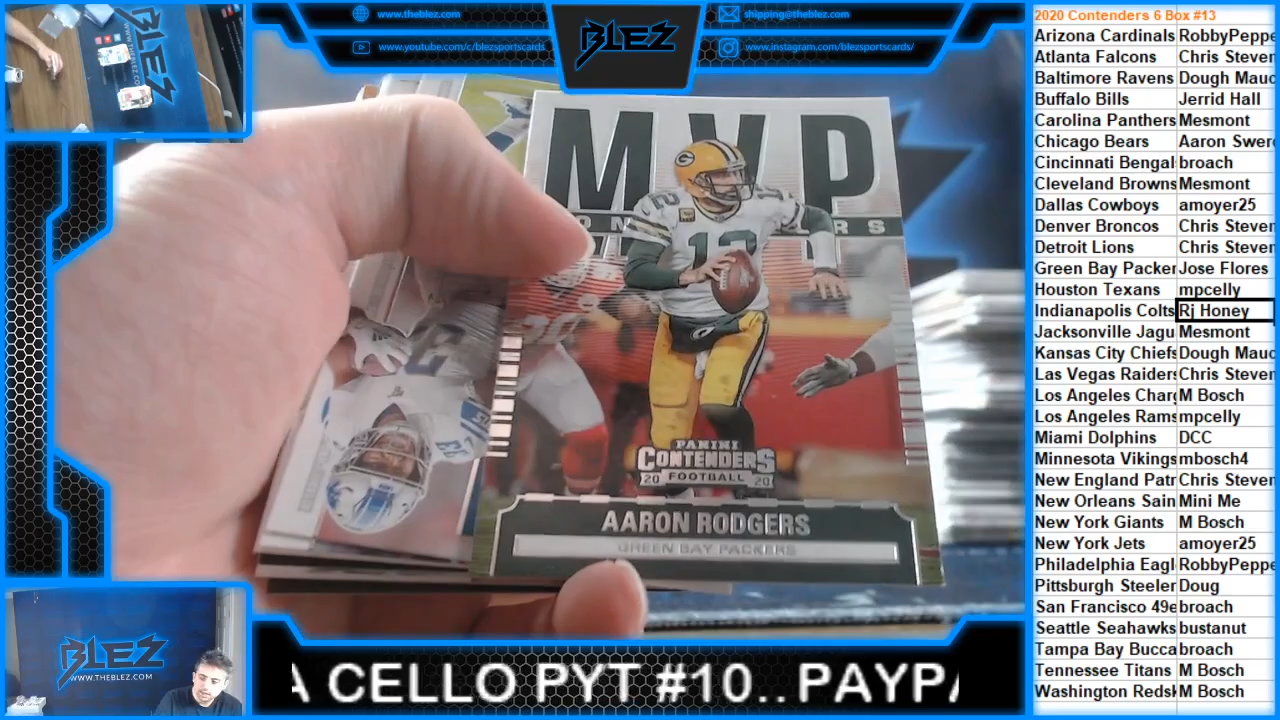 www.theblez.com
shipping@theblez.com
www.youtube.com/c/blezsportscards
www.instagram.com/blezsportscards/
BLEZ
MVP
12
PANINI
CONTENDERS
20 FOOTBALL 20
AARON RODGERS
GREEN BAY PACKERS
BLEZ
WWW.THEBLEZ.COM
A CELLO PYT #10.. PAYPA
2020 Contenders 6 Box #13
Arizona Cardinals RobbyPeppe
Atlanta Falcons Chris Steven
Baltimore Ravens Dough Mauc
Buffalo Bills Jerrid Hall
Carolina Panthers Mesmont
Chicago Bears Aaron Swere
Cincinnati Bengal broach
Cleveland Browns Mesmont
Dallas Cowboys amoyer25
Denver Broncos Chris Steven
Detroit Lions Chris Steven
Green Bay Packer Jose Flores
Houston Texans mpcelly
Indianapolis Colts Rj Honey
Jacksonville Jagu Mesmont
Kansas City Chiefs Dough Mauc
Las Vegas Raiders Chris Steven
Los Angeles Charg M Bosch
Los Angeles Rams mpcelly
Miami Dolphins DCC
Minnesota Vikings mbosch4
New England Patr Chris Steven
New Orleans Sain Mini Me
New York Giants M Bosch
New York Jets amoyer25
Philadelphia Eagl RobbyPeppe
Pittsburgh Steeler Doug
San Francisco 49e broach
Seattle Seahawks bustanut
Tampa Bay Bucca broach
Tennessee Titans M Bosch
Washington Redsk M Bosch